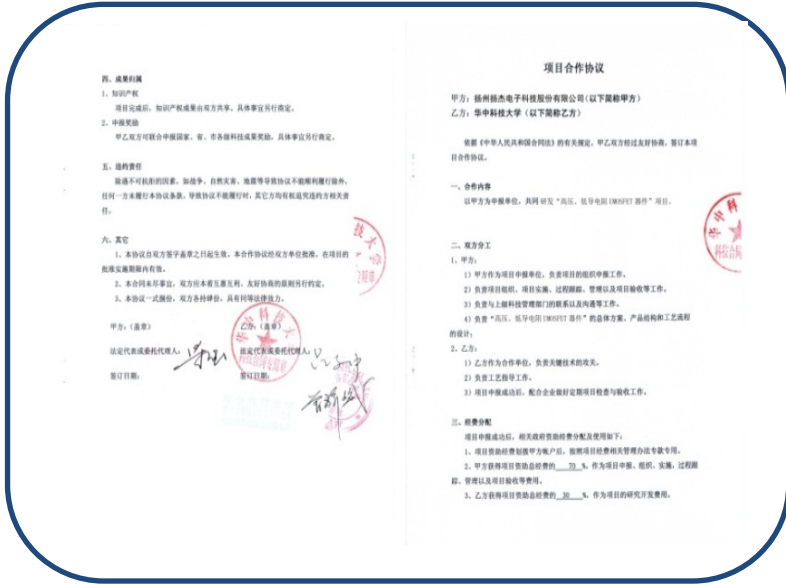 项目合作协议
甲方：扬州扬杰电子科技股份有限公司（以下简称甲方）
乙方：华中科技大学（以下简称乙方）
依据《中华人民共和国合同法》的有关规定，甲乙双方经过友好协商，签订本项
目合作协议。
一、合作内容
以甲方为申报单位，共同研发“高压、低导电阻UMOSFET器件”项目。
二、双方分工
1、甲方：
1）甲方作为项目申报单位，负责项目的组织申报工作。
2）负责项目组织、项目实施、过程跟踪、管理以及项目验收等工作。
3）负责与上级科技管理部门的联系以及沟通等工作。
4）负责“高压、低导电阻UMOSFET器件”的总体方案、产品结构和工艺流程
的设计；
2、乙方：
1）乙方作为合作单位，负责关键技术的攻关。
2）负责工艺指导工作。
3）项目申报成功后，配合企业做好定期项目检查与验收工作。
三、经费分配
项目申报成功后，相关政府资助经费分配及使用如下：
1、项目资助经费划拨甲方账户后，按照项目经费相关管理办法专款专用。
2、甲方获得项目资助总经费的 70 %，作为项目申报、组织、实施，过程跟
踪、管理以及项目验收等费用。
3、乙方获得项目资助总经费的 30 %，作为项目的研究开发费用。
华中科
科技合同
四、成果归属
1、知识产权
项目完成后，知识产权成果由双方共享，具体事宜另行商定。
2、申报奖励
甲乙双方可联合申报国家、省、市各级科技成果奖励，具体事宜另行商定。
五、违约责任
除遇不可抗拒的因素，如战争、自然灾害、地震等导致协议不能顺利履行除外，
任何一方未履行本协议条款，导致协议不能履行时，其它方均有权追究违约方相关责
任。
六、其它
1、本协议自双方签字盖章之日起生效，本合作协议经双方单位批准，在项目的
批准实施期限内有效。
2、本合同未尽事宜，双方应本着互惠互利、友好协商的原则另行约定。
3、本协议一式捌份，双方各持肆份，具有同等法律效力。
甲方：（盖章）
乙方：（盖章）
法定代表或委托代理人：
法定代表或委托代理人：
签订日期：
签订日期：
技大学
华中科技大